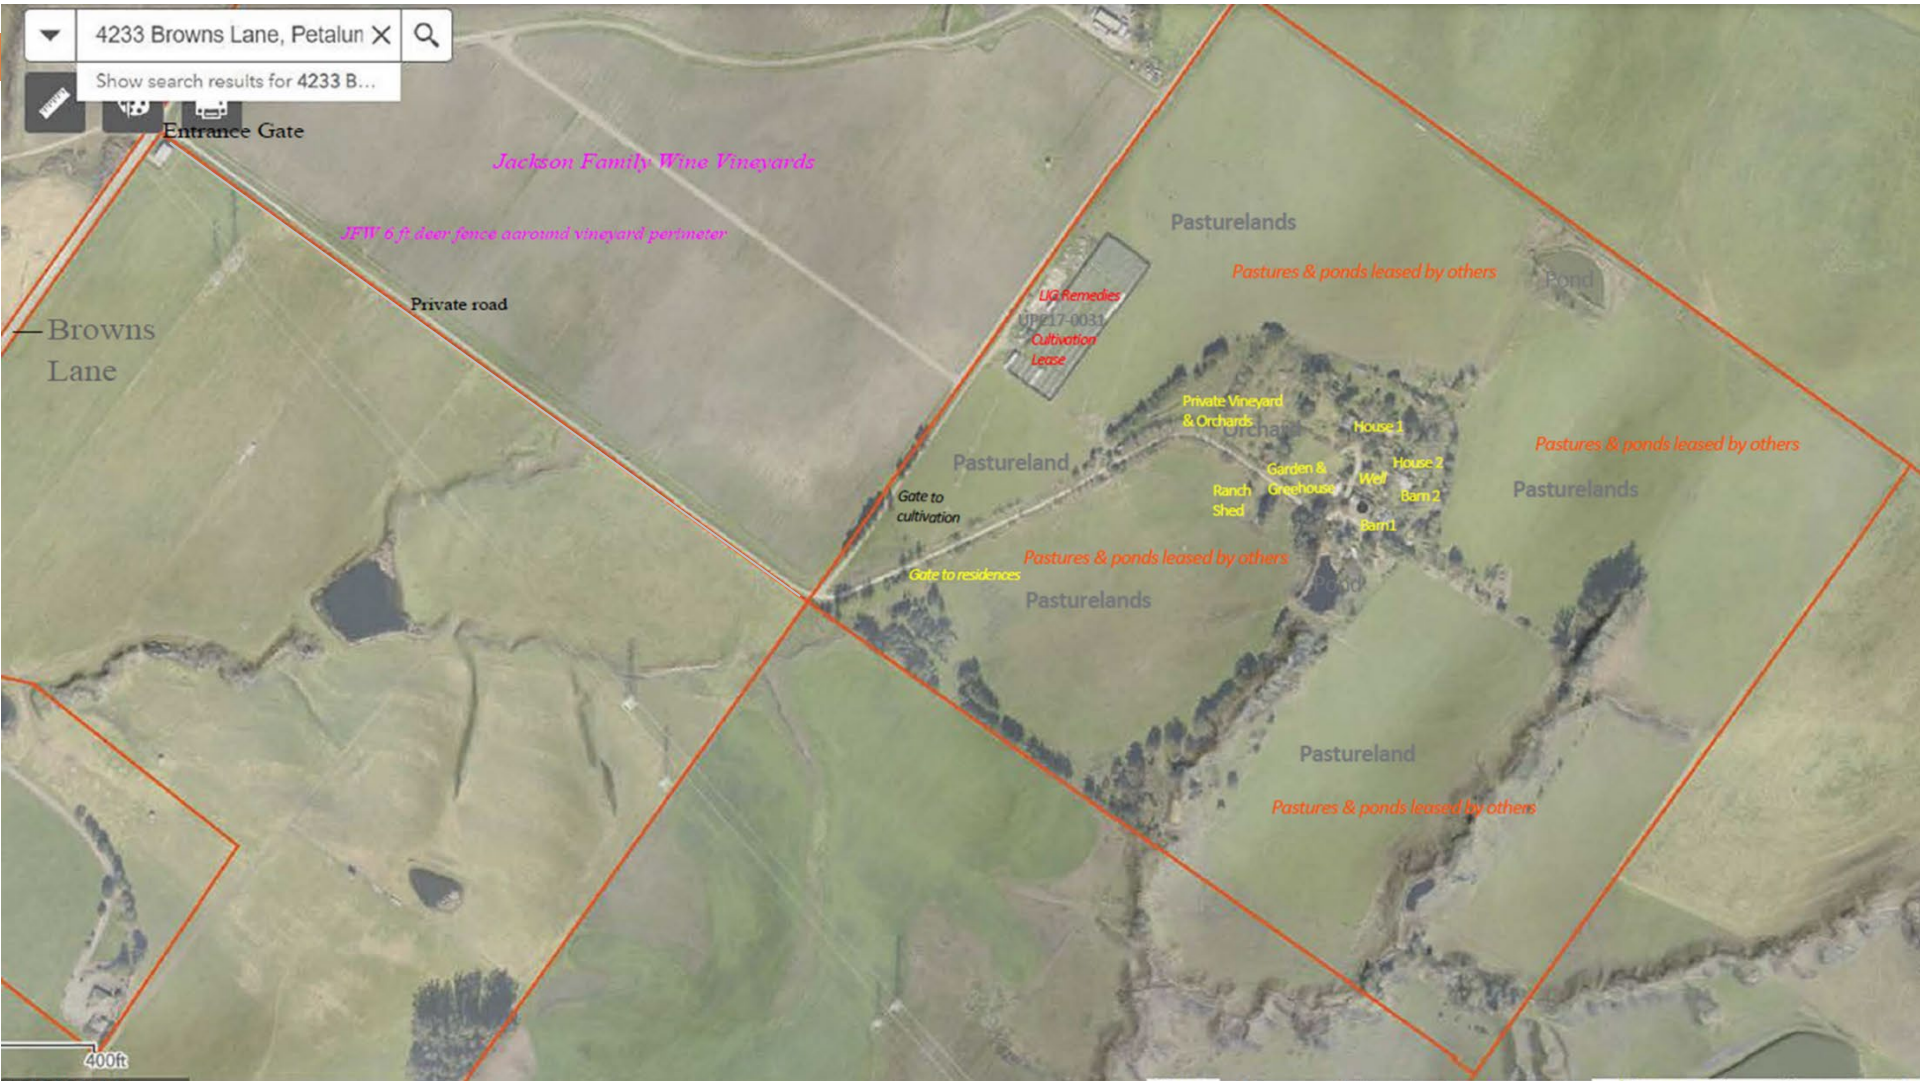 4233 Browns Lane, Petalun
Show search results for 4233 B...
Entrance Gate
Jackson Family Wine Vineyards
JFW 6 ft deer fence aaround vineyard perimeter
Private road
Browns
Lane
Pasturelands
Pastures & ponds leased by others
Pond
LIG Remedies
UPC17-0031
Cultivation
Lease
Private Vineyard
& Orchards
Orchard
House 1
Pastures & ponds leased by others
Pastureland
House 2
Garden &
Greehouse
Well
Pasturelands
Ranch
Shed
Barn 2
Gate to
cultivation
Barn1
Pastures & ponds leased by others
Gate to residences
Pond
Pasturelands
Pastureland
Pastures & ponds leased by others
400ft